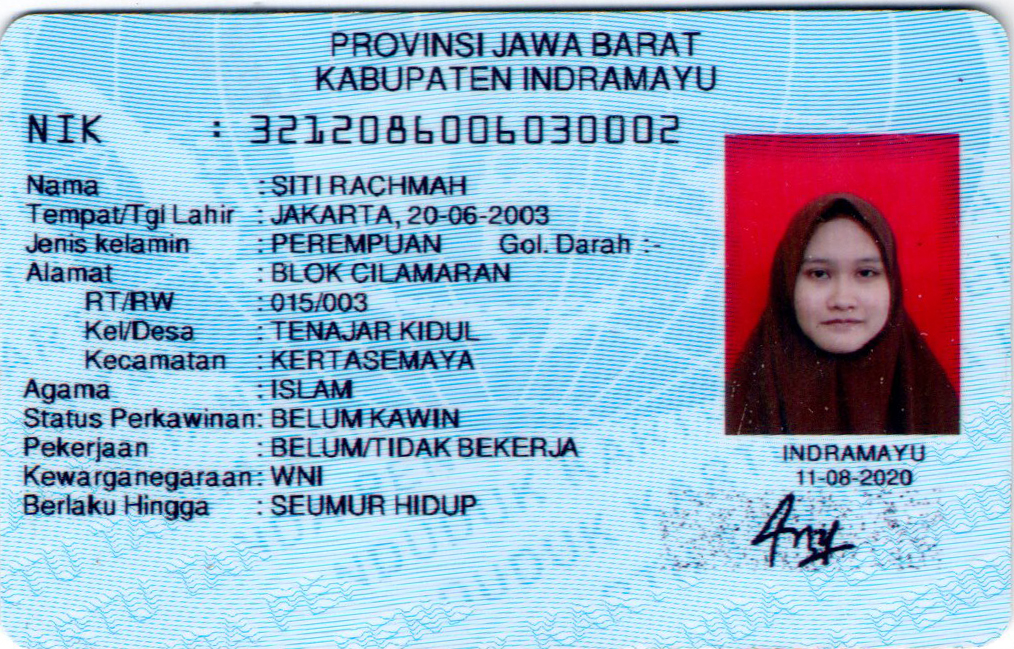 PROVINSI JAWA BARAT
KABUPATEN INDRAMAYU
NIK : 3212086006030002
Nama : SITI RACHMAH
Tempat/Tgl Lahir : JAKARTA, 20-06-2003
Jenis kelamin : PEREMPUAN Gol. Darah :-
Alamat : BLOK CILAMARAN
RT/RW : 015/003
Kel/Desa : TENAJAR KIDUL
Kecamatan : KERTASEMAYA
Agama : ISLAM
Status Perkawinan: BELUM KAWIN
Pekerjaan : BELUM/TIDAK BEKERJA
Kewarganegaraan: WNI
Berlaku Hingga : SEUMUR HIDUP
INDRAMAYU
11-08-2020